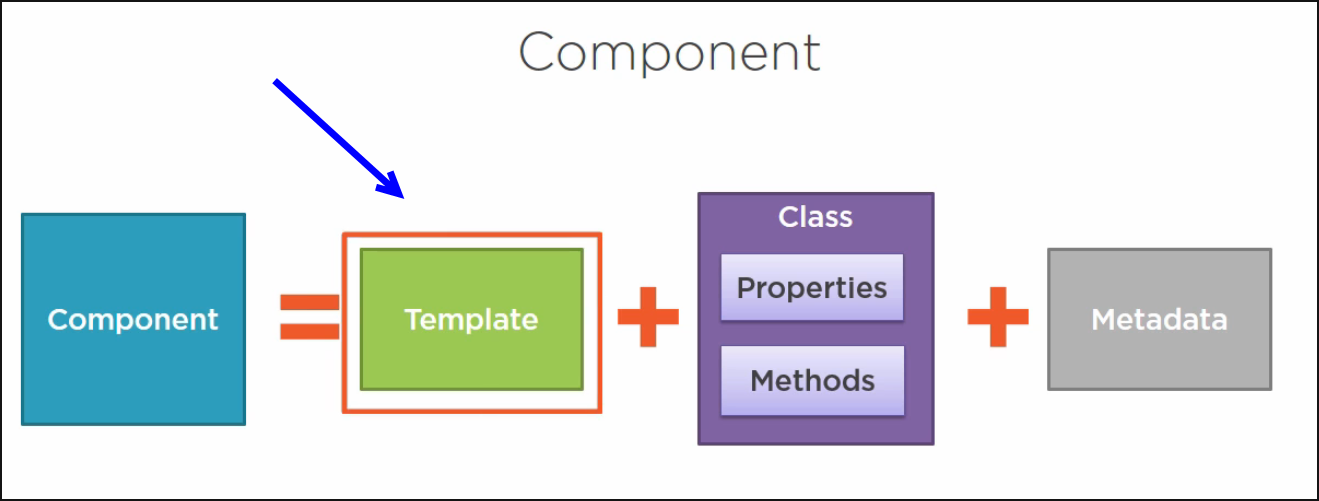 Component
Component
=
Template
+
Class
Properties
Methods
+
Metadata